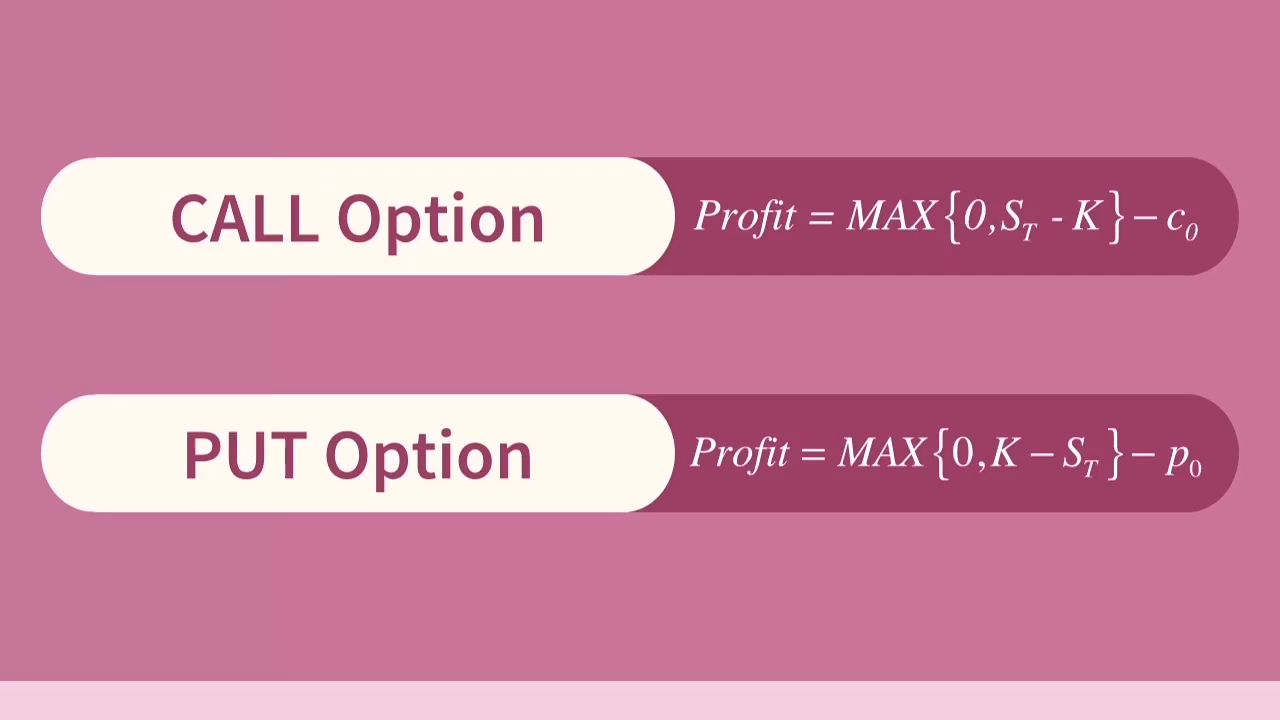 CALL Option
Profit = MAX{0,S_T - K}−c_0
PUT Option
Profit = MAX{0,K−S_T}−p_0